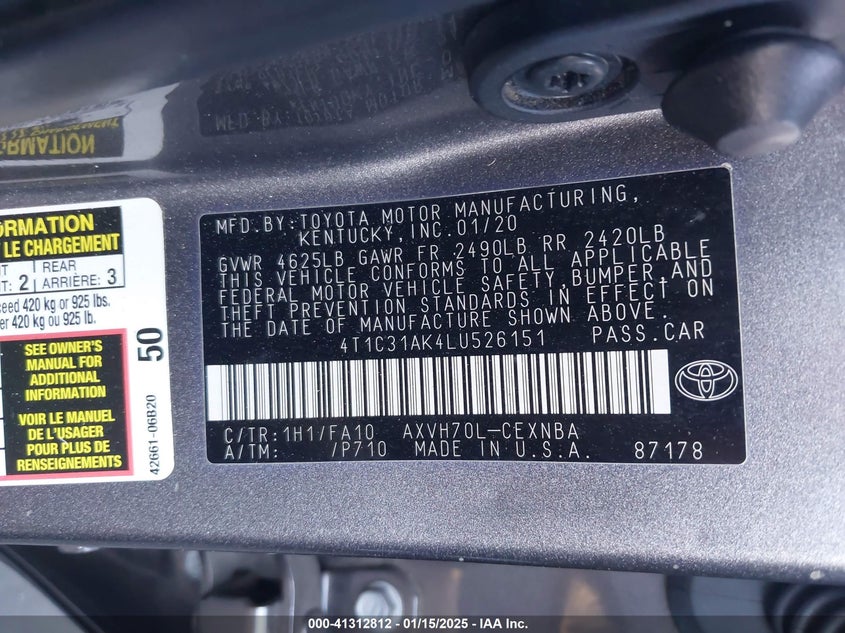 ORMATION
LE CHARGEMENT
2 | REAR
ARRIÈRE: 3
ceed 420 kg or 925 lbs.
er 420 kg ou 925 lb.
SEE OWNER'S
MANUAL FOR
ADDITIONAL
INFORMATION
VOIR LE MANUEL
DE L'USAGER
POUR PLUS DE
RENSEIGNEMENTS
50
42661-06B20
MFD.BY:TOYOTA MOTOR MANUFACTURING,
KENTUCKY,INC.01/20
GVWR 4625LB GAWR FR 2490LB RR 2420LB
THIS VEHICLE CONFORMS TO ALL APPLICABLE
FEDERAL MOTOR VEHICLE SAFETY,BUMPER,AND
THEFT PREVENTION STANDARDS IN EFFECT ON
THE DATE OF MANUFACTURE SHOWN ABOVE.
4T1C31AK4LU526151 PASS.CAR
C/TR:1H1/FA10 AXVH70L-CEXNBA
A/TM: /P710 MADE IN U.S.A. 87178
000-41312812 - 01/15/2025 - IAA Inc.